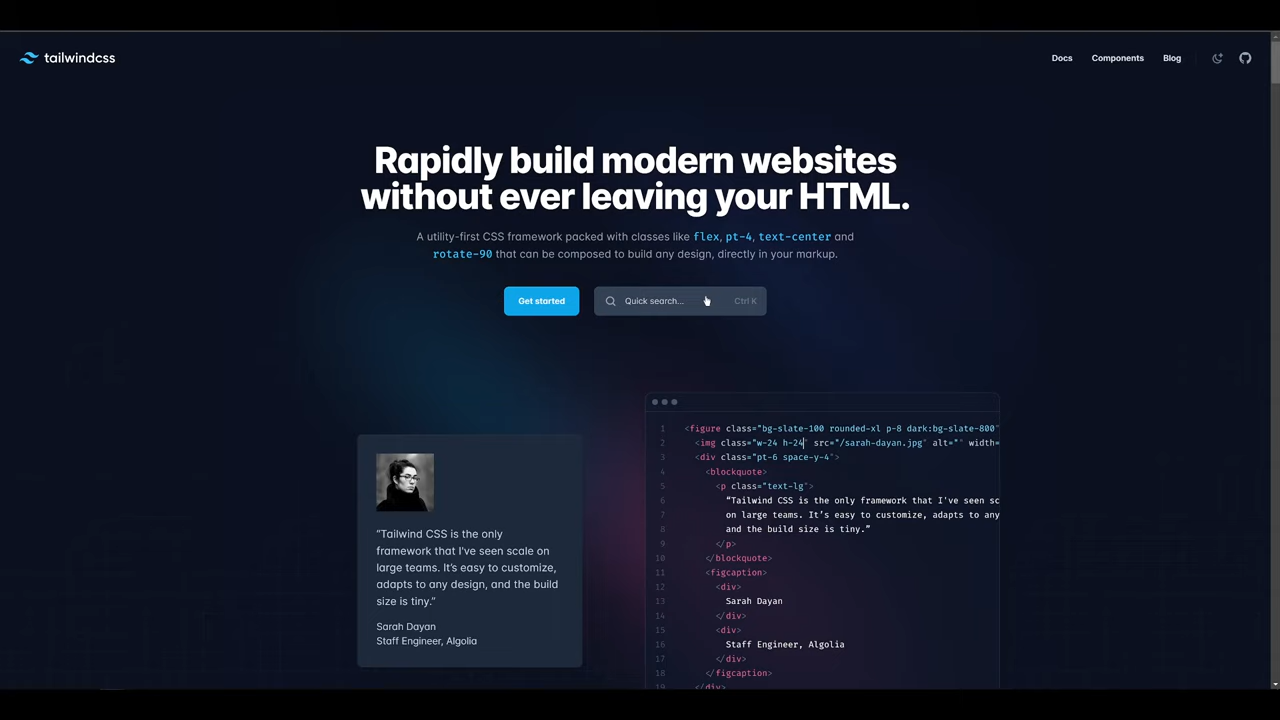 tailwindcss
Docs Components Blog
Rapidly build modern websites
without ever leaving your HTML.
A utility-first CSS framework packed with classes like flex, pt-4, text-center and
rotate-90 that can be composed to build any design, directly in your markup.
Get started
Quick search... Ctrl K
“Tailwind CSS is the only
framework that I've seen scale on
large teams. It’s easy to customize,
adapts to any design, and the build
size is tiny.”
Sarah Dayan
Staff Engineer, Algolia
1 <figure class="bg-slate-100 rounded-xl p-8 dark:bg-slate-800"
2 <img class="w-24 h-24" src="/sarah-dayan.jpg" alt="" width=
3 <div class="pt-6 space-y-4">
4 <blockquote>
5 <p class="text-lg">
6 “Tailwind CSS is the only framework that I've seen sc
7 on large teams. It’s easy to customize, adapts to any
8 and the build size is tiny.”
9 </p>
10 </blockquote>
11 <figcaption>
12 <div>
13 Sarah Dayan
14 </div>
15 <div>
16 Staff Engineer, Algolia
17 </div>
18 </figcaption>
19 </div>